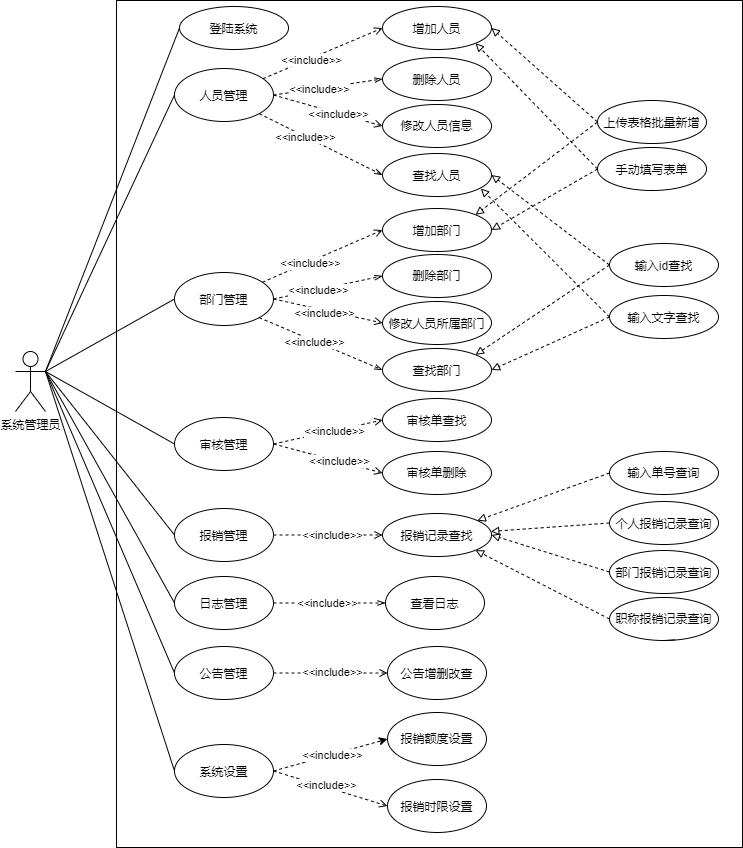 登陆系统
增加人员
<<include>>
人员管理
<<include>>
删除人员
<<include>>
修改人员信息
上传表格批量新增
<<include>>
查找人员
手动填写表单
增加部门
<<include>>
删除部门
输入id查找
部门管理
<<include>>
<<include>>
修改人员所属部门
输入文字查找
<<include>>
查找部门
系统管理员
审核单查找
<<include>>
审核管理
<<include>>
审核单删除
输入单号查询
报销管理
<<include>>
报销记录查找
个人报销记录查询
部门报销记录查询
日志管理
<<include>>
查看日志
职称报销记录查询
公告管理
<<include>>
公告增删改查
报销额度设置
<<include>>
系统设置
<<include>>
报销时限设置